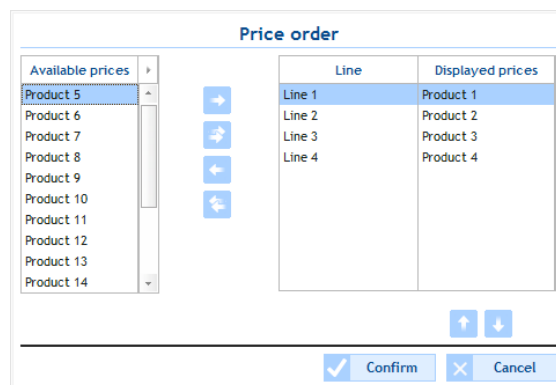 Price order
Available prices
Product 5
Product 6
Product 7
Product 8
Product 9
Product 10
Product 11
Product 12
Product 13
Product 14
Line Displayed prices
Line 1 Product 1
Line 2 Product 2
Line 3 Product 3
Line 4 Product 4
Confirm Cancel